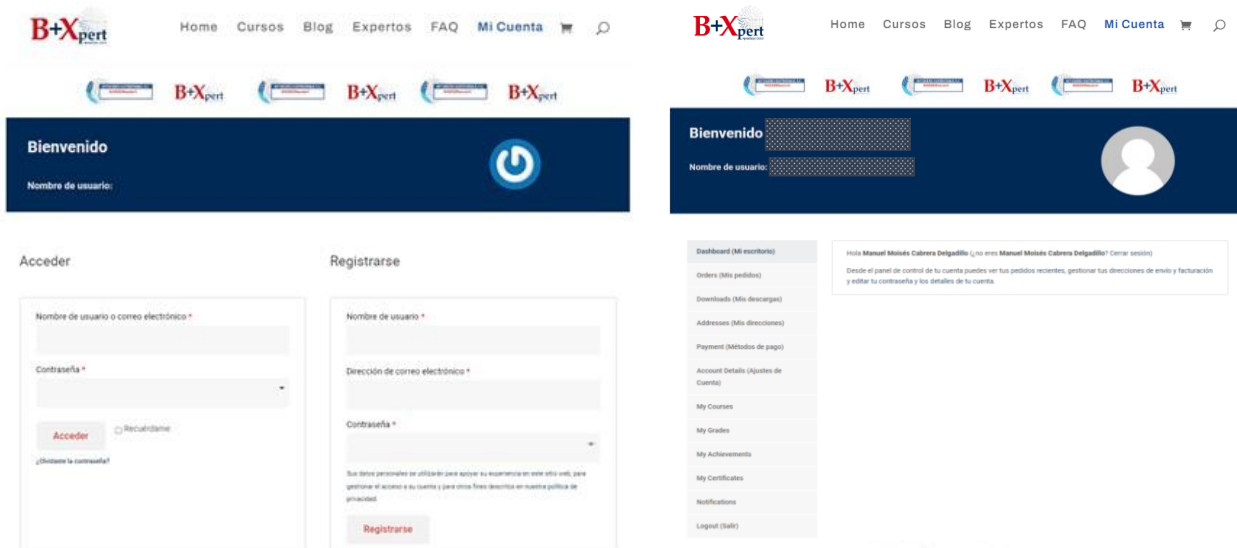 B+Xpert
Home Cursos Blog Expertos FAQ Mi Cuenta
B+Xpert B+Xpert B+Xpert
Bienvenido
Nombre de usuario:
Acceder
Nombre de usuario o correo electrónico *
Contraseña *
Acceder
Recuérdame
¿Olvidaste la contraseña?
Registrarse
Nombre de usuario *
Dirección de correo electrónico *
Contraseña *
Sus datos personales se utilizarán para apoyar su experiencia en este sitio web, para
gestionar el acceso a su cuenta y para otros fines descritos en nuestra política de
privacidad.
Registrarse
B+Xpert
Home Cursos Blog Expertos FAQ Mi Cuenta
B+Xpert B+Xpert B+Xpert
Bienvenido
Nombre de usuario:
Dashboard (Mi escritorio)
Orders (Mis pedidos)
Downloads (Mis descargas)
Addresses (Mis direcciones)
Payment (Métodos de pago)
Account Details (Ajustes de
Cuenta)
My Courses
My Grades
My Achievements
My Certificates
Notifications
Logout (Salir)
Hola Manuel Moisés Cabrera Delgadillo (¿no eres Manuel Moisés Cabrera Delgadillo? Cerrar sesión)
Desde el panel de control de tu cuenta puedes ver tus pedidos recientes, gestionar tus direcciones de envío y facturación
y editar tu contraseña y los detalles de tu cuenta.